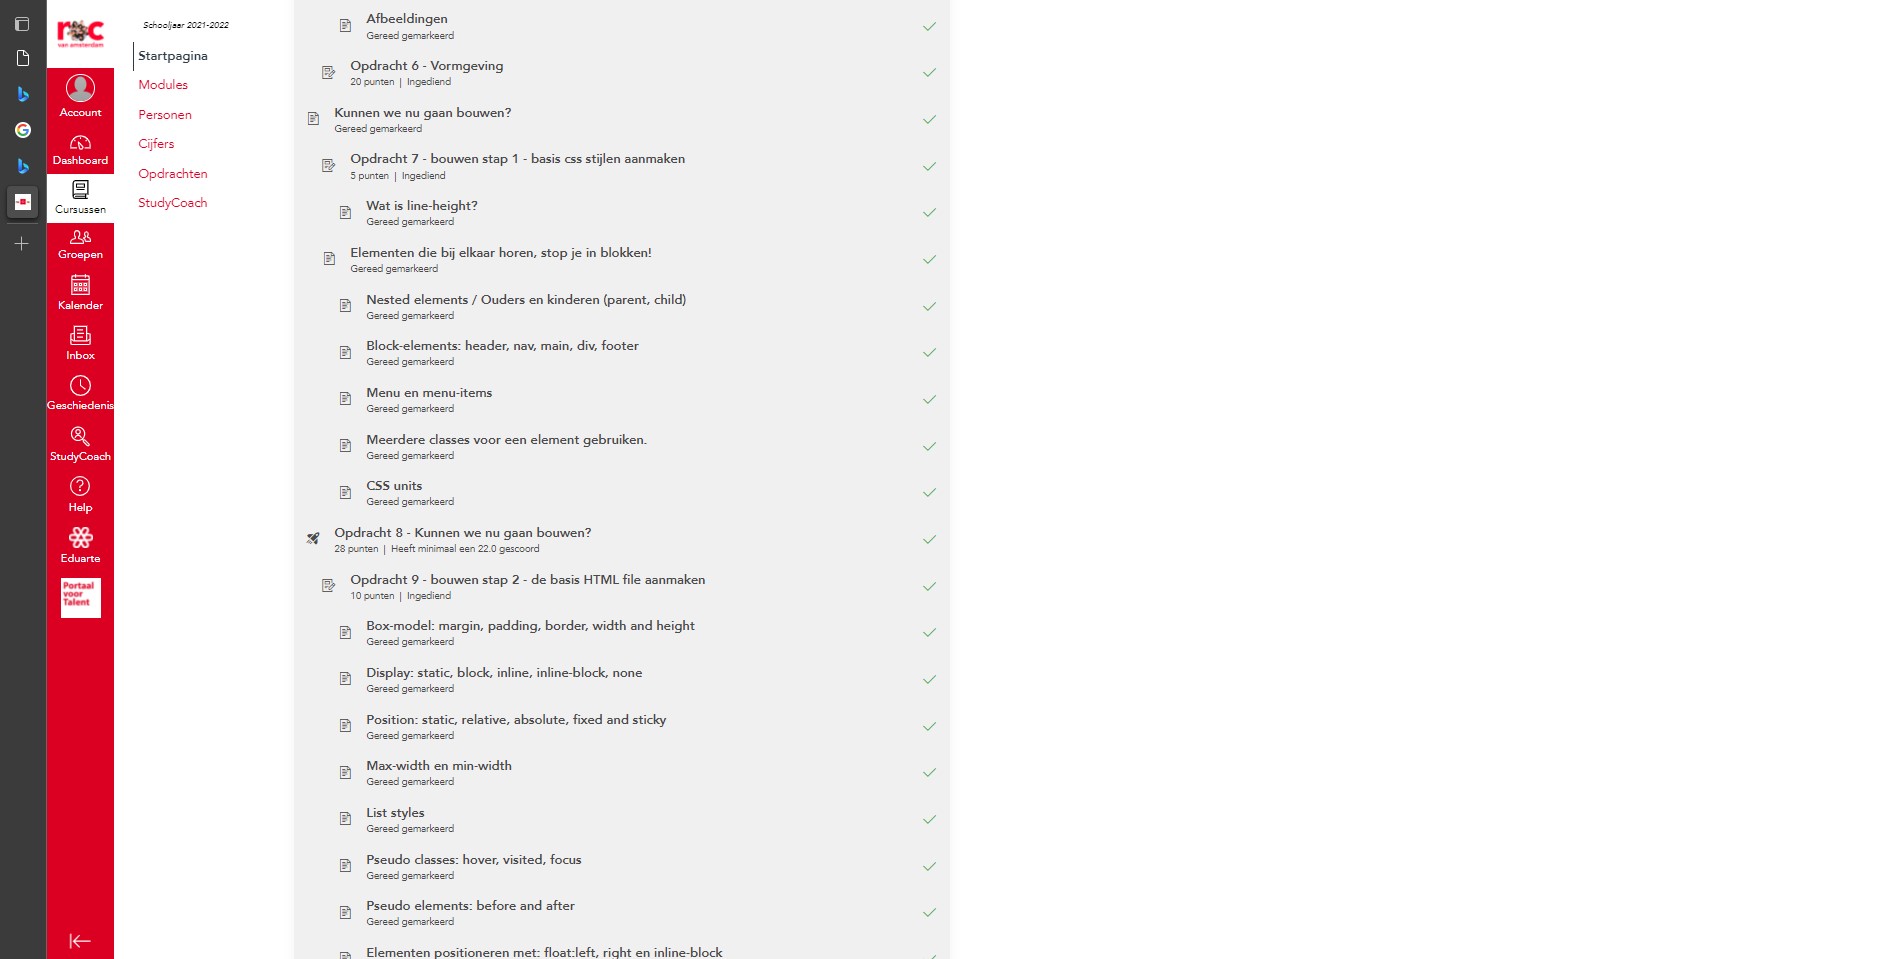 roc
van amsterdam
Account
Dashboard
Cursussen
Groepen
Kalender
Inbox
Geschiedenis
StudyCoach
Help
Eduarte
Portaal
voor
Talent
Schooljaar 2021-2022
Startpagina
Modules
Personen
Cijfers
Opdrachten
StudyCoach
Afbeeldingen
Gereed gemarkeerd
Opdracht 6 - Vormgeving
20 punten | Ingediend
Kunnen we nu gaan bouwen?
Gereed gemarkeerd
Opdracht 7 - bouwen stap 1 - basis css stijlen aanmaken
5 punten | Ingediend
Wat is line-height?
Gereed gemarkeerd
Elementen die bij elkaar horen, stop je in blokken!
Gereed gemarkeerd
Nested elements / Ouders en kinderen (parent, child)
Gereed gemarkeerd
Block-elements: header, nav, main, div, footer
Gereed gemarkeerd
Menu en menu-items
Gereed gemarkeerd
Meerdere classes voor een element gebruiken.
Gereed gemarkeerd
CSS units
Gereed gemarkeerd
Opdracht 8 - Kunnen we nu gaan bouwen?
28 punten | Heeft minimaal een 22.0 gescoord
Opdracht 9 - bouwen stap 2 - de basis HTML file aanmaken
10 punten | Ingediend
Box-model: margin, padding, border, width and height
Gereed gemarkeerd
Display: static, block, inline, inline-block, none
Gereed gemarkeerd
Position: static, relative, absolute, fixed and sticky
Gereed gemarkeerd
Max-width en min-width
Gereed gemarkeerd
List styles
Gereed gemarkeerd
Pseudo classes: hover, visited, focus
Gereed gemarkeerd
Pseudo elements: before and after
Gereed gemarkeerd
Elementen positioneren met: float:left, right en inline-block